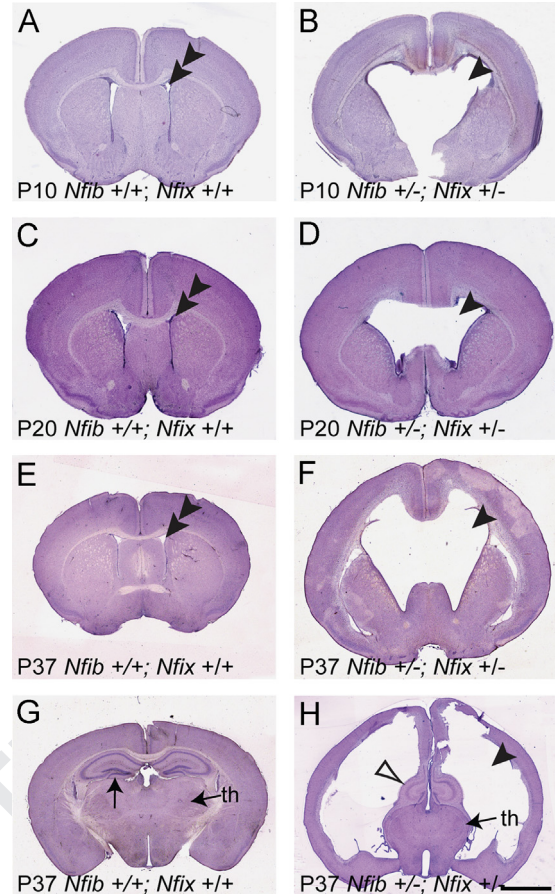 A
P10 Nfib +/+; Nfix +/+
B
P10 Nfib +/-; Nfix +/-
C
P20 Nfib +/+; Nfix +/+
D
P20 Nfib +/-; Nfix +/-
E
P37 Nfib +/+; Nfix +/+
F
P37 Nfib +/-; Nfix +/-
G
th
P37 Nfib +/+; Nfix +/+
H
th
P37 Nfib +/-; Nfix +/-